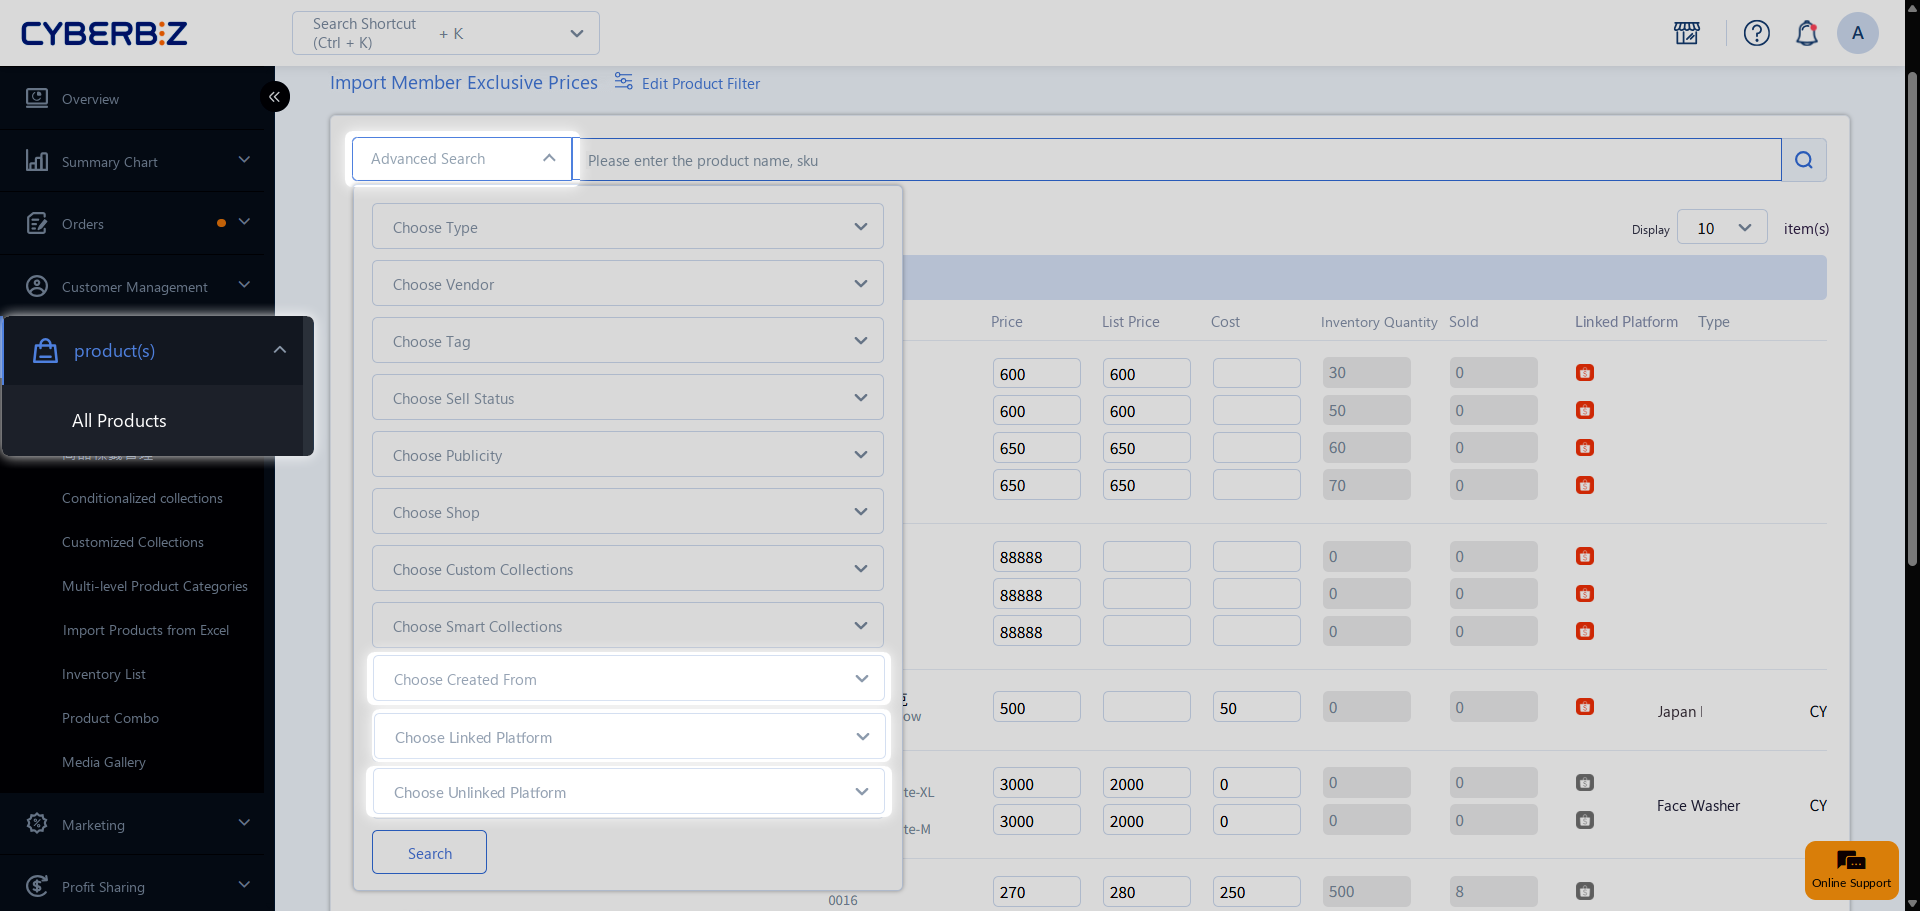 CYBERBIZ
Search Shortcut
(Ctrl + K)
+ K
A
Overview
Summary Chart
Orders
Customer Management
product(s)
All Products
Conditionalized collections
Customized Collections
Multi-level Product Categories
Import Products from Excel
Inventory List
Product Combo
Media Gallery
Marketing
Profit Sharing
Import Member Exclusive Prices
Edit Product Filter
Advanced Search
Please enter the product name, sku
Choose Type
Choose Vendor
Choose Tag
Choose Sell Status
Choose Publicity
Choose Shop
Choose Custom Collections
Choose Smart Collections
Choose Created From
Choose Linked Platform
Choose Unlinked Platform
Search
Display 10 item(s)
Price List Price Cost Inventory Quantity Sold Linked Platform Type
600 600 30 0
600 600 50 0
650 650 60 0
650 650 70 0
88888 0 0
88888 0 0
88888 0 0
ow
500 50 0 0 Japan CY
te-XL 3000 2000 0 0 0
Face Washer CY
te-M 3000 2000 0 0 0
270 280 250 500 8
0016
Online Support